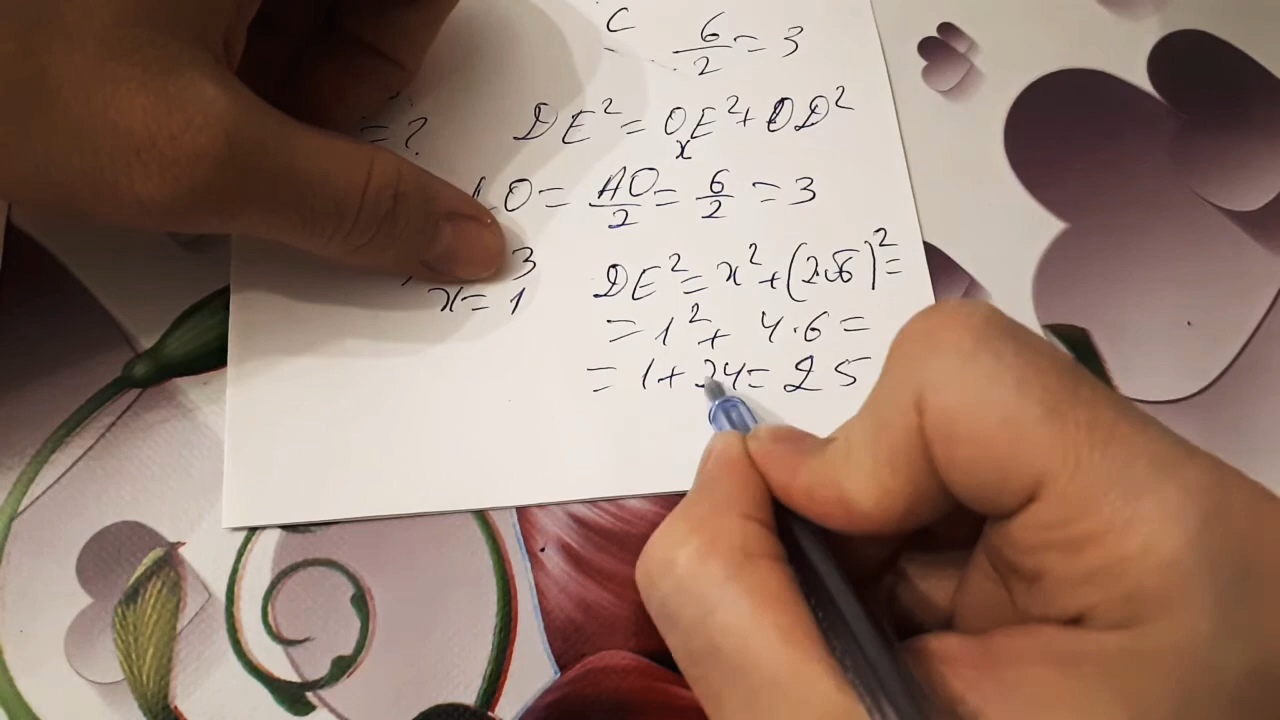 C
6/2 = 3
= ?
DE² = OE² + OD²
x
O = AO/2 = 6/2 = 3
3
x = 1
DE² = x² + (2√6)² =
= 1² + 4·6 =
= 1 + 24 = 25